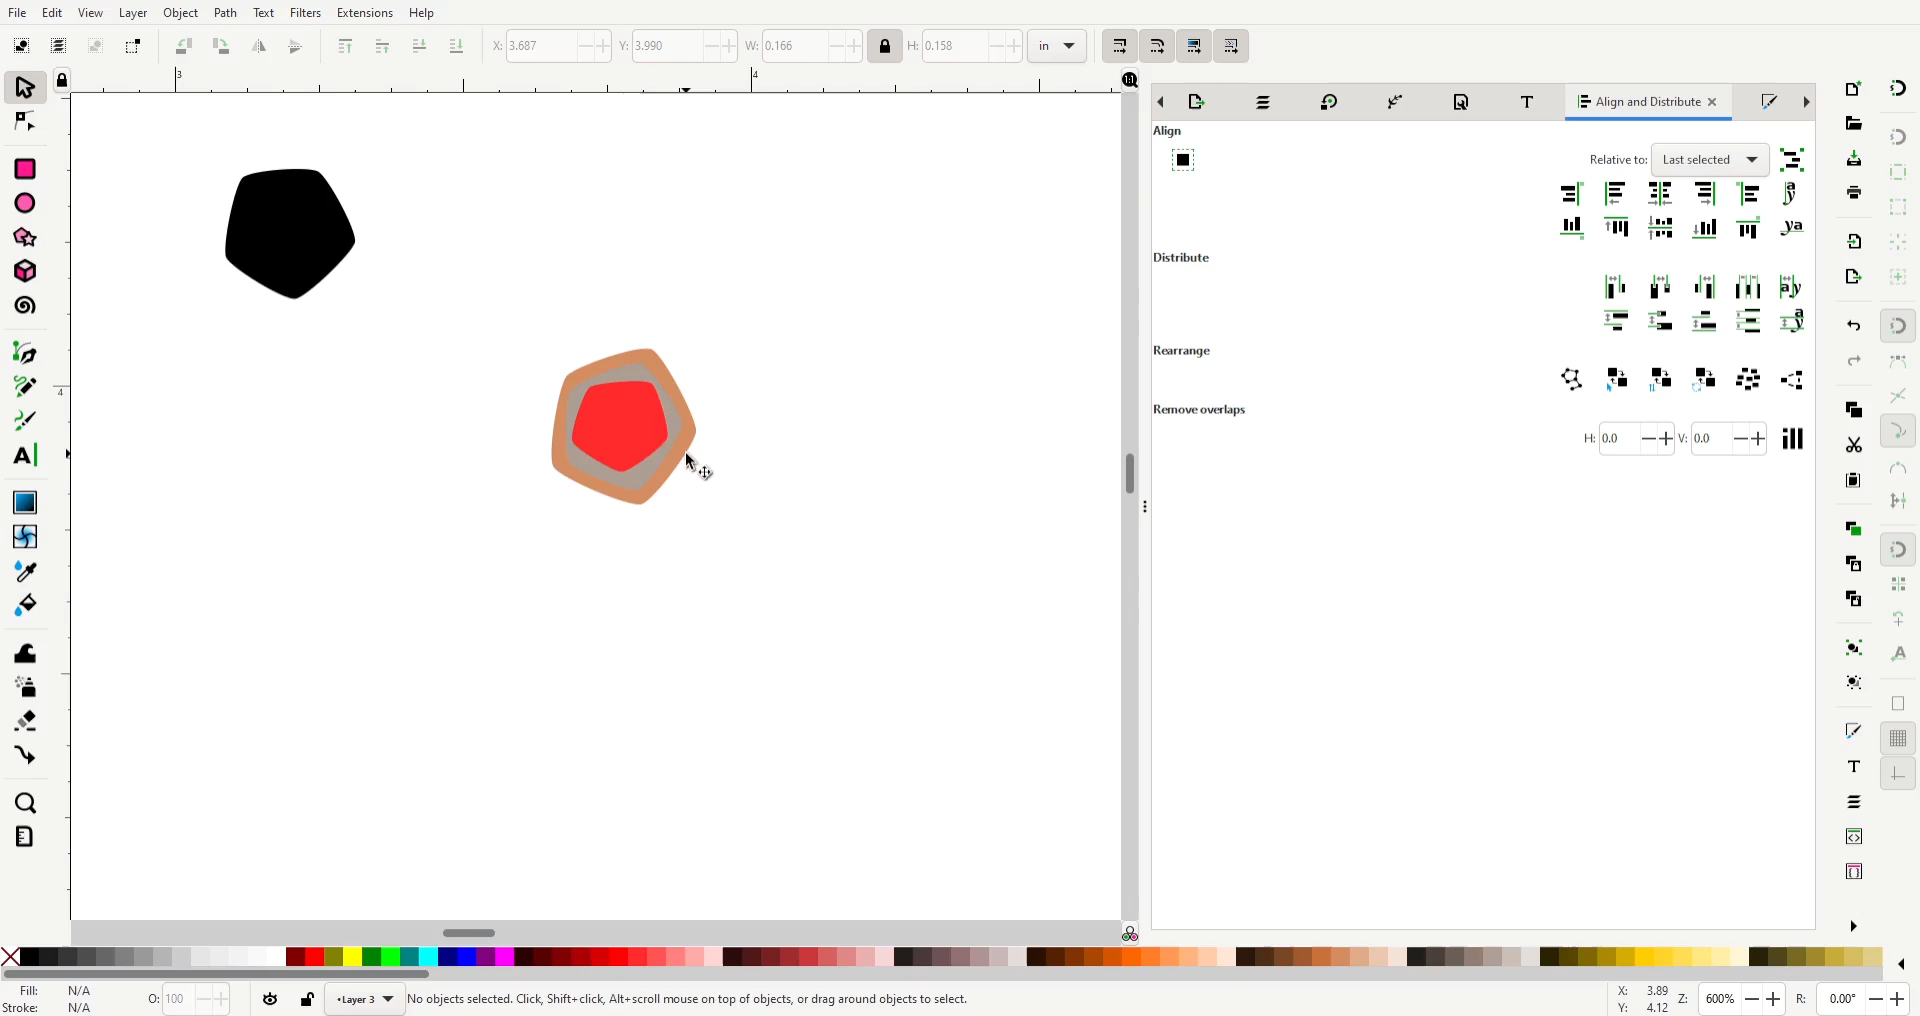 File Edit View Layer Object Path Text Filters Extensions Help
X: 3.687 Y: 3.990 W: 0.166 H: 0.158 in
3 4
1:1
4
Align and Distribute
Align
Relative to: Last selected
Distribute
Rearrange
Remove overlaps
H: 0.0 V: 0.0
Fill: N/A
Stroke: N/A
O: 100
•Layer 3
No objects selected. Click, Shift+click, Alt+scroll mouse on top of objects, or drag around objects to select.
X: 3.89
Y: 4.12
Z: 600%
R: 0.00°